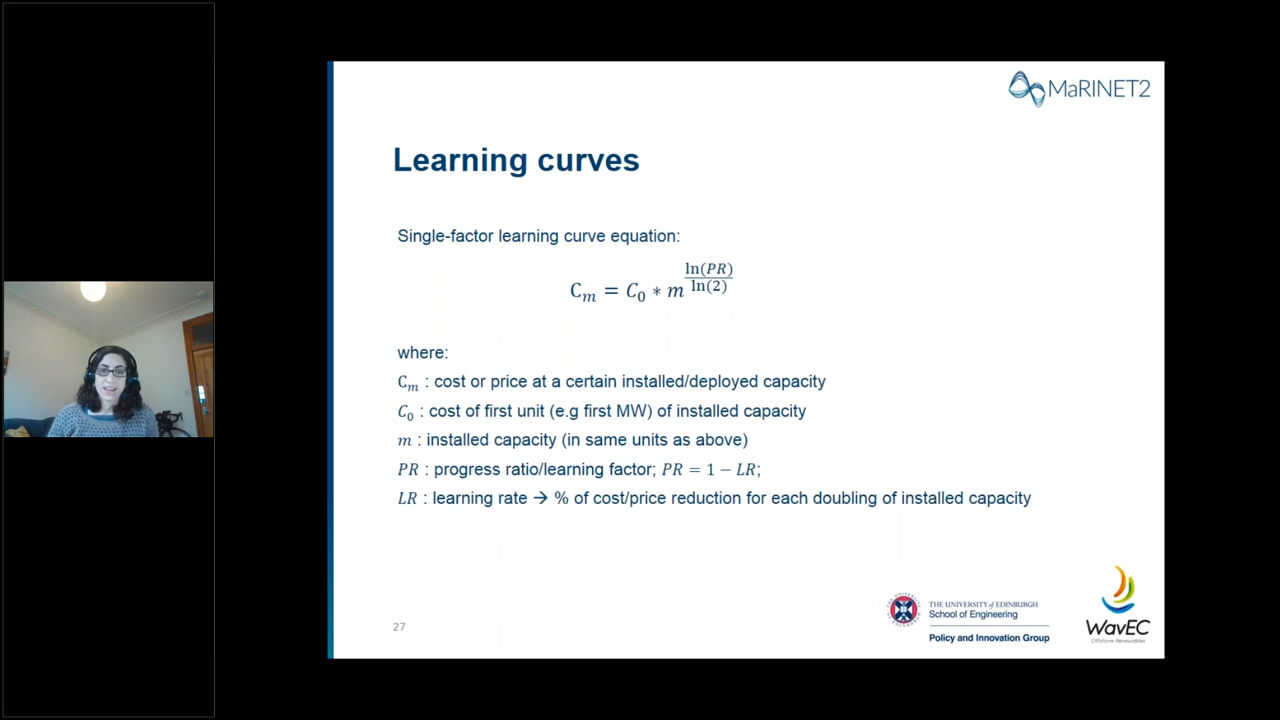 MaRINET2
Learning curves
Single-factor learning curve equation:
C_m = C_0 * m^(ln(PR)/ln(2))
where:
C_m : cost or price at a certain installed/deployed capacity
C_0 : cost of first unit (e.g first MW) of installed capacity
m : installed capacity (in same units as above)
PR : progress ratio/learning factor; PR = 1 − LR;
LR : learning rate → % of cost/price reduction for each doubling of installed capacity
THE UNIVERSITY of EDINBURGH
School of Engineering
Policy and Innovation Group
WavEC
Offshore Renewables
27